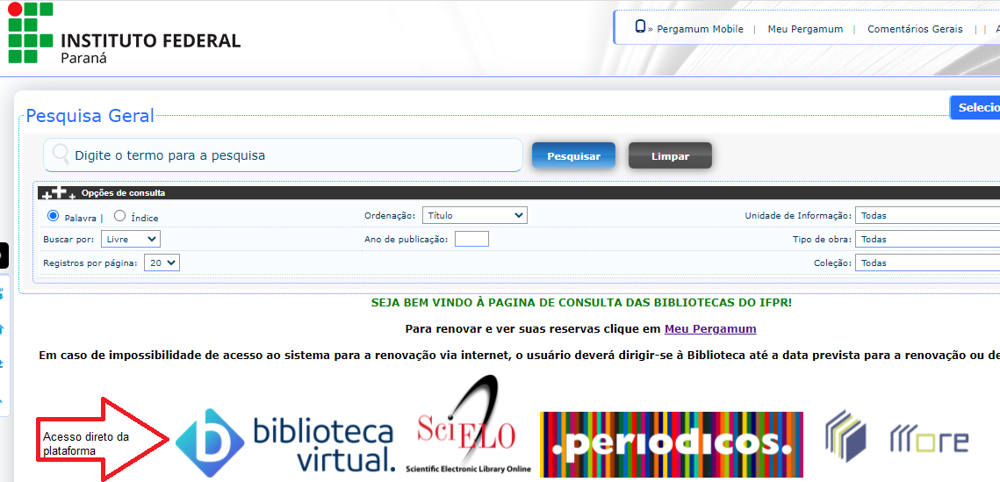 INSTITUTO FEDERAL
Paraná
» Pergamum Mobile | Meu Pergamum | Comentários Gerais | |
Pesquisa Geral
Selecio
Digite o termo para a pesquisa
Pesquisar
Limpar
Opções de consulta
Palavra | Índice
Ordenação: Título
Unidade de Informação: Todas
Buscar por: Livre
Ano de publicação:
Tipo de obra: Todas
Registros por página: 20
Coleção: Todas
SEJA BEM VINDO À PAGINA DE CONSULTA DAS BIBLIOTECAS DO IFPR!
Para renovar e ver suas reservas clique em Meu Pergamum
Em caso de impossibilidade de acesso ao sistema para a renovação via internet, o usuário deverá dirigir-se à Biblioteca até a data prevista para a renovação ou de
Acesso direto da
plataforma
biblioteca
virtual.
SciELO
Scientific Electronic Library Online
.periodicos.
more